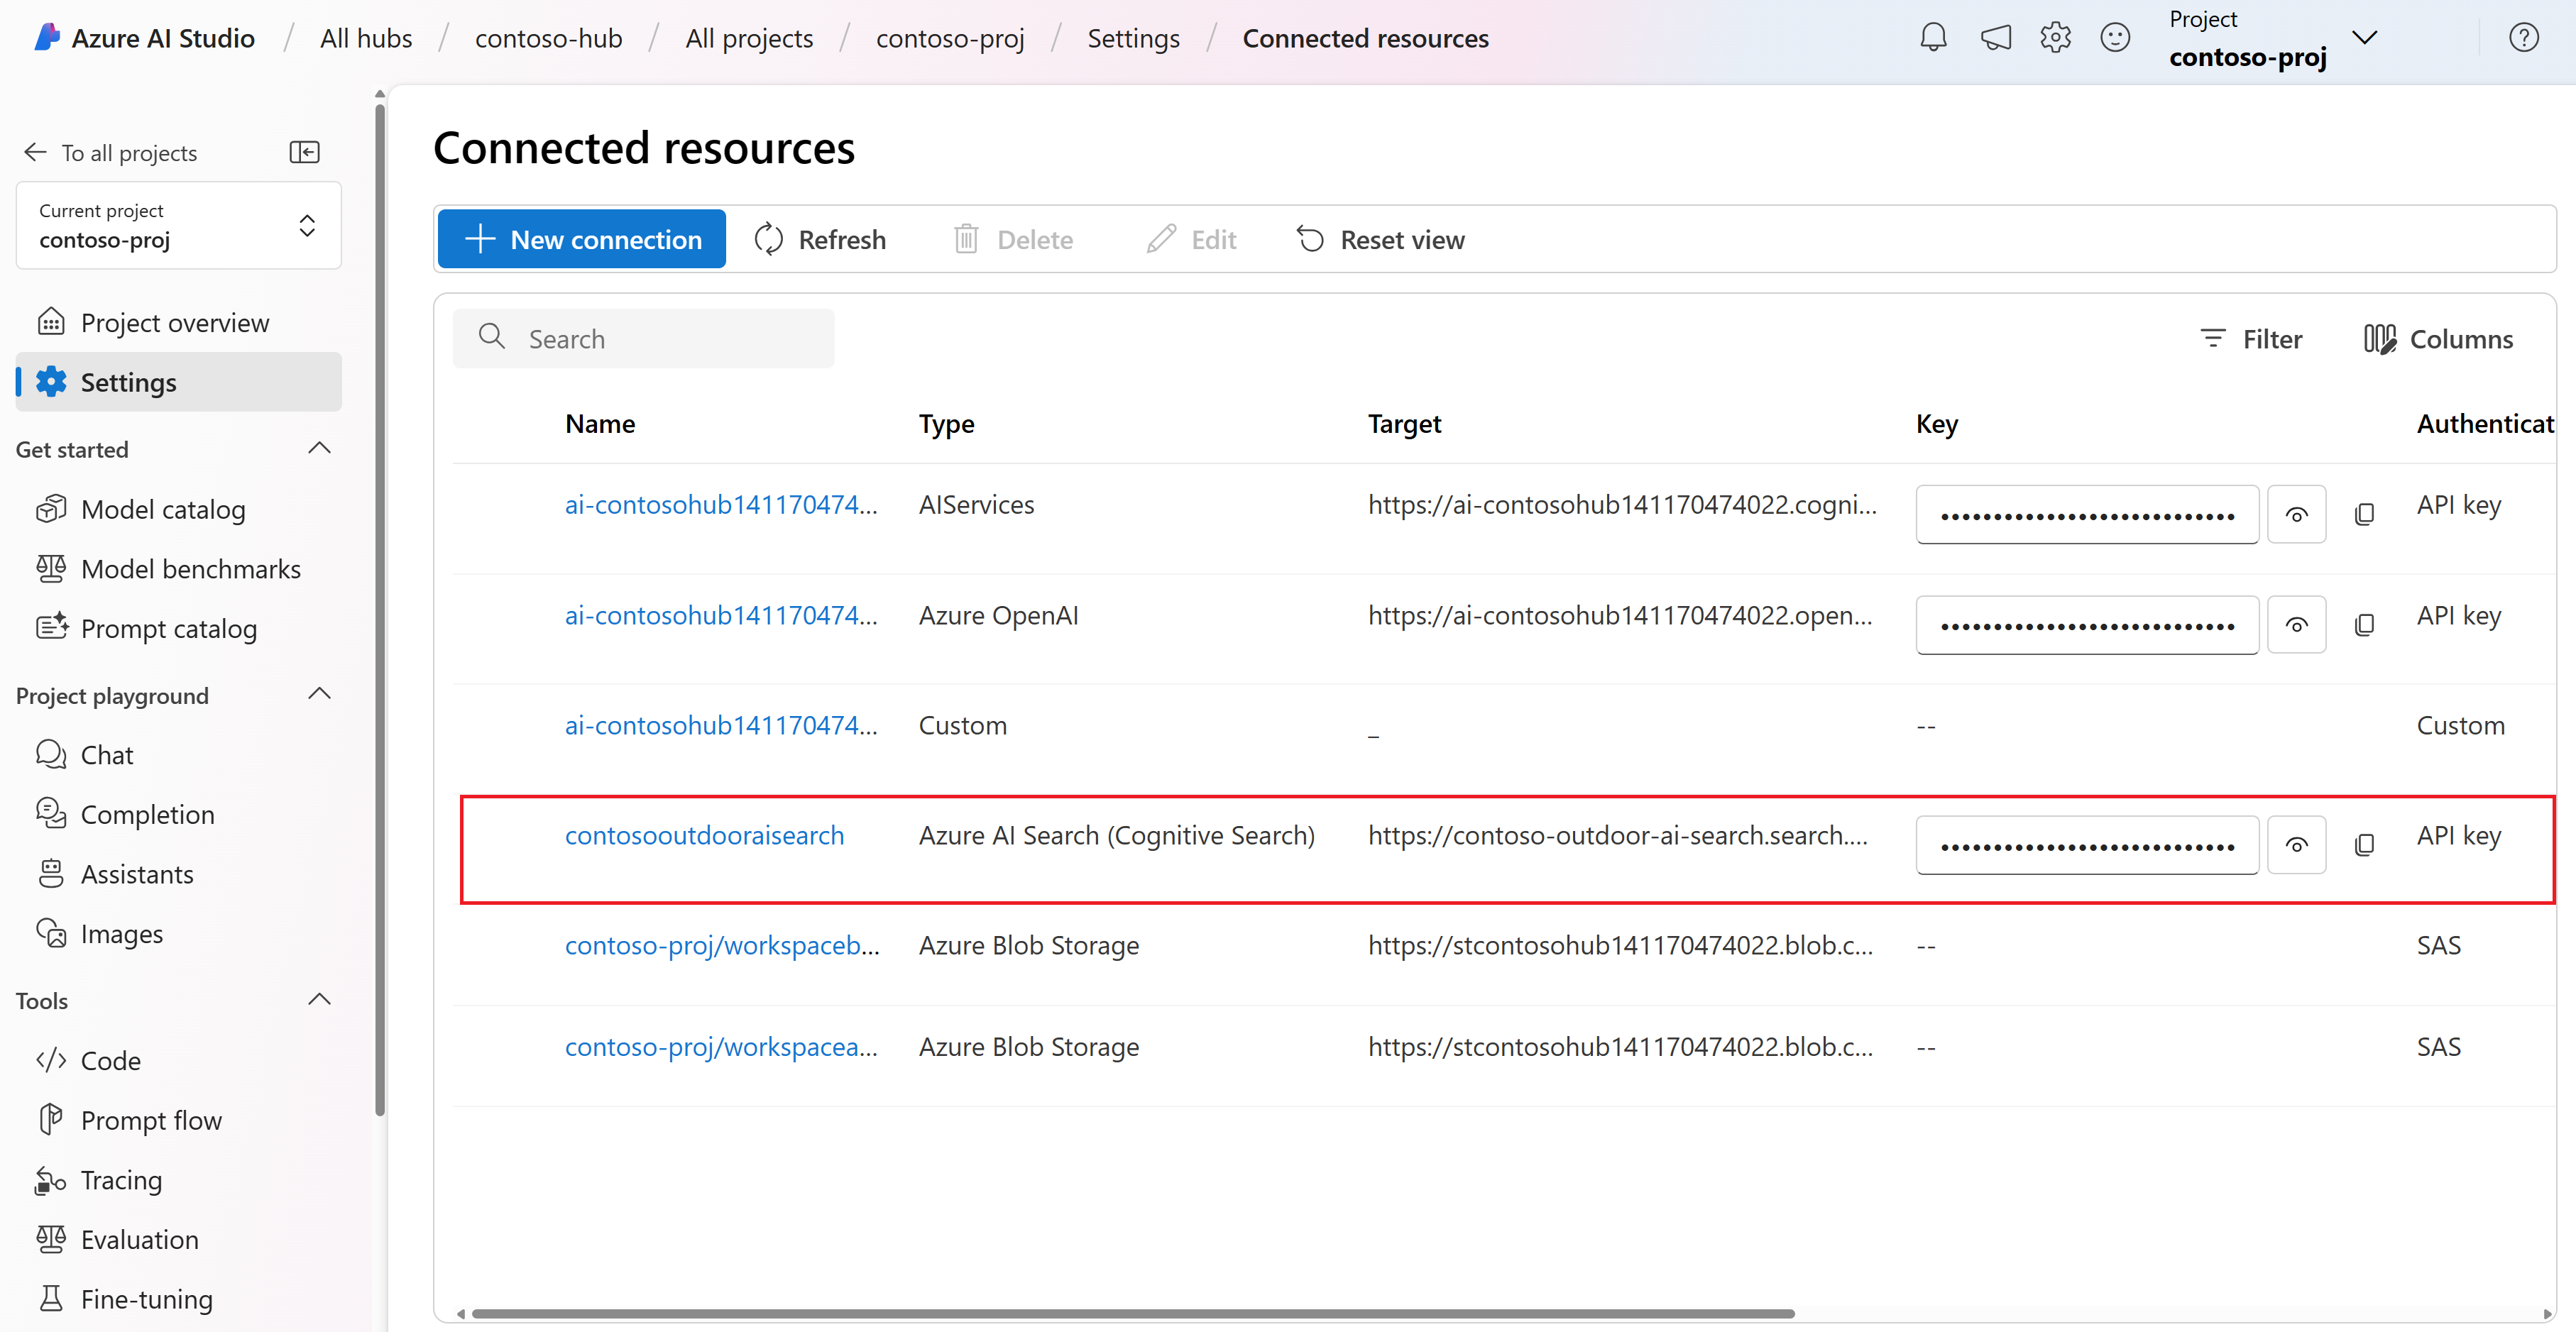 Azure AI Studio / All hubs / contoso-hub / All projects / contoso-proj / Settings / Connected resources
Project
contoso-proj
To all projects
Current project
contoso-proj
Project overview
Settings
Get started
Model catalog
Model benchmarks
Prompt catalog
Project playground
Chat
Completion
Assistants
Images
Tools
Code
Prompt flow
Tracing
Evaluation
Fine-tuning
Connected resources
New connection Refresh Delete Edit Reset view
Search Filter Columns
Name Type Target Key Authenticat
ai-contosohub141170474... AIServices https://ai-contosohub141170474022.cogni... API key
ai-contosohub141170474... Azure OpenAI https://ai-contosohub141170474022.open... API key
ai-contosohub141170474... Custom _ -- Custom
contosooutdooraisearch Azure AI Search (Cognitive Search) https://contoso-outdoor-ai-search.search.... API key
contoso-proj/workspaceb... Azure Blob Storage https://stcontosohub141170474022.blob.c... -- SAS
contoso-proj/workspacea... Azure Blob Storage https://stcontosohub141170474022.blob.c... -- SAS